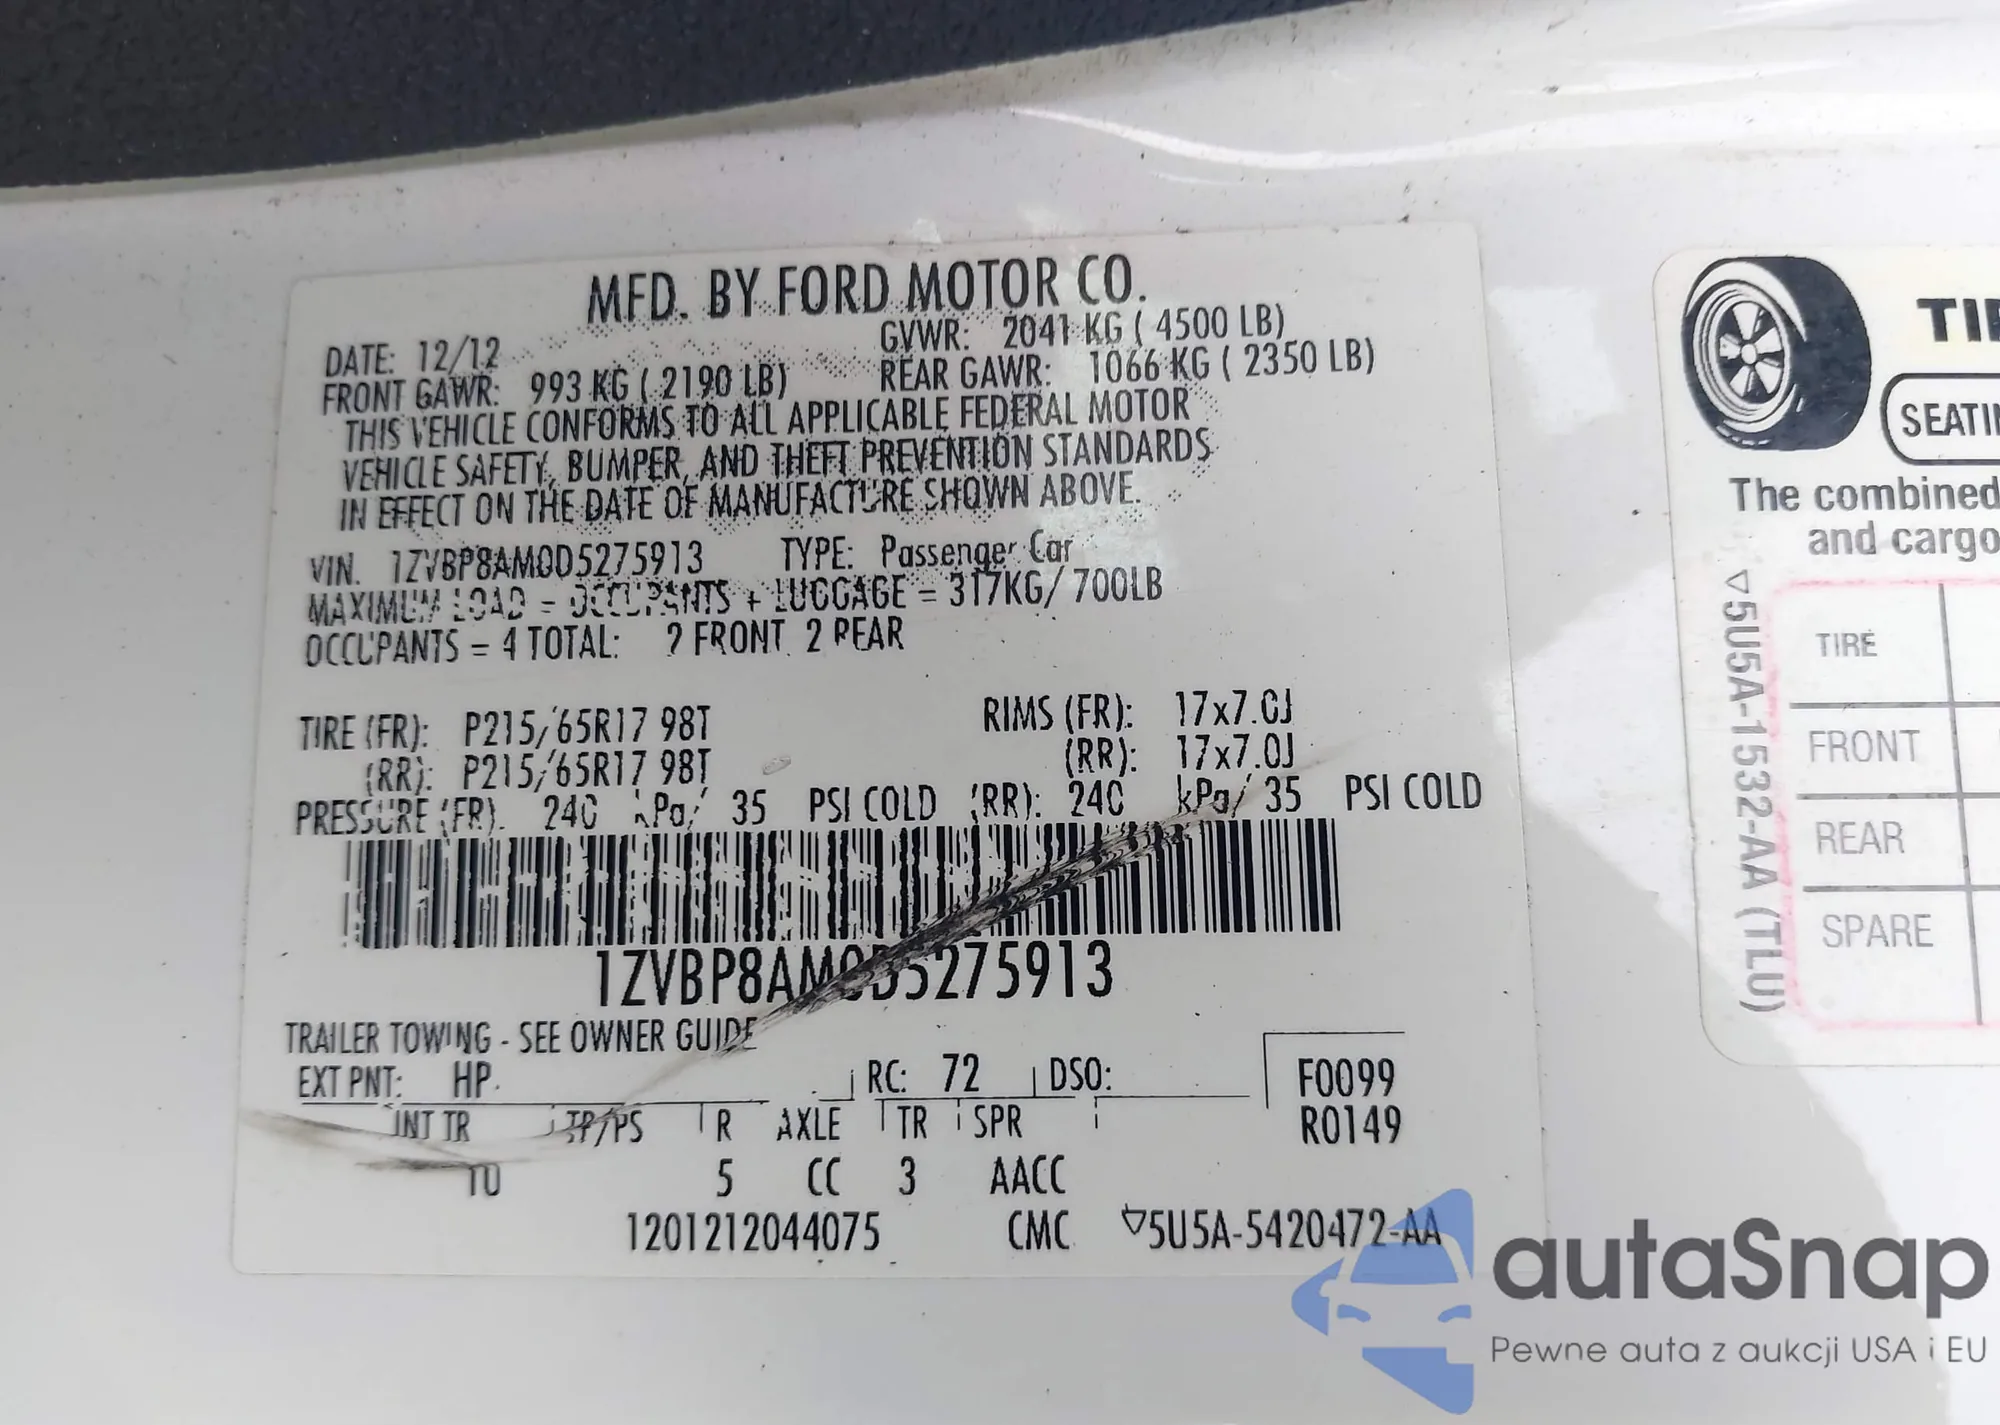 MFD. BY FORD MOTOR CO.
DATE: 12/12 GVWR: 2041 KG ( 4500 LB)
FRONT GAWR: 993 KG ( 2190 LB) REAR GAWR: 1066 KG ( 2350 LB)
THIS VEHICLE CONFORMS TO ALL APPLICABLE FEDERAL MOTOR
VEHICLE SAFETY, BUMPER, AND THEFT PREVENTION STANDARDS
IN EFFECT ON THE DATE OF MANUFACTURE SHOWN ABOVE.
VIN. 1ZVBP8AM0D5275913 TYPE: Passenger Car
MAXIMUM LOAD = OCCUPANTS + LUGGAGE = 317KG/ 700LB
OCCUPANTS = 4 TOTAL: 2 FRONT 2 REAR
TIRE (FR): P215/65R17 98T RIMS (FR): 17x7.0J
(RR): P215/65R17 98T (RR): 17x7.0J
PRESSURE (FR). 240 kPa/ 35 PSI COLD (RR): 240 kPa/ 35 PSI COLD
1ZVBP8AM0D5275913
TRAILER TOWING - SEE OWNER GUIDE
EXT PNT: HP RC: 72 DSO: F0099
INT TR TP/PS R AXLE TR SPR R0149
TU 5 CC 3 AACC
1201212044075 CMC ▽5U5A-5420472-AA
TI
SEATI
The combined
and cargo
▽5U5A-1532-AA (TLU)
TIRE
FRONT
REAR
SPARE
autaSnap
Pewne auta z aukcji USA i EU